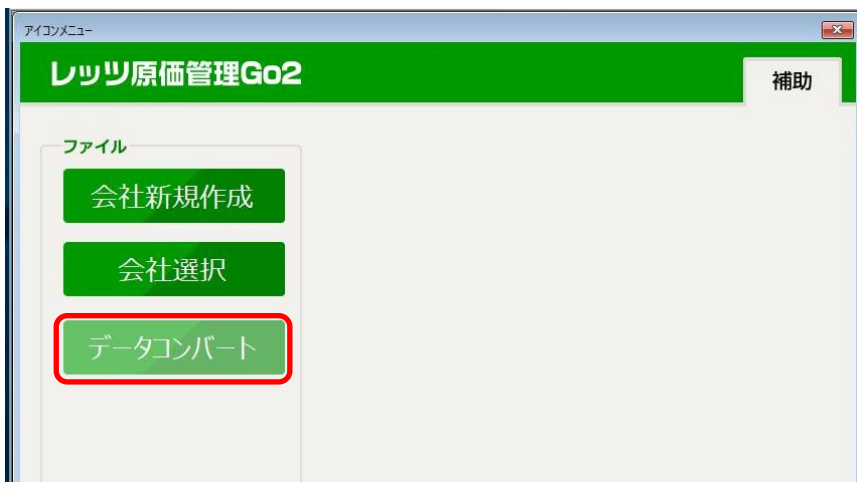 アイコンメニュー
レッツ原価管理Go2
補助
ファイル
会社新規作成
会社選択
データコンバート